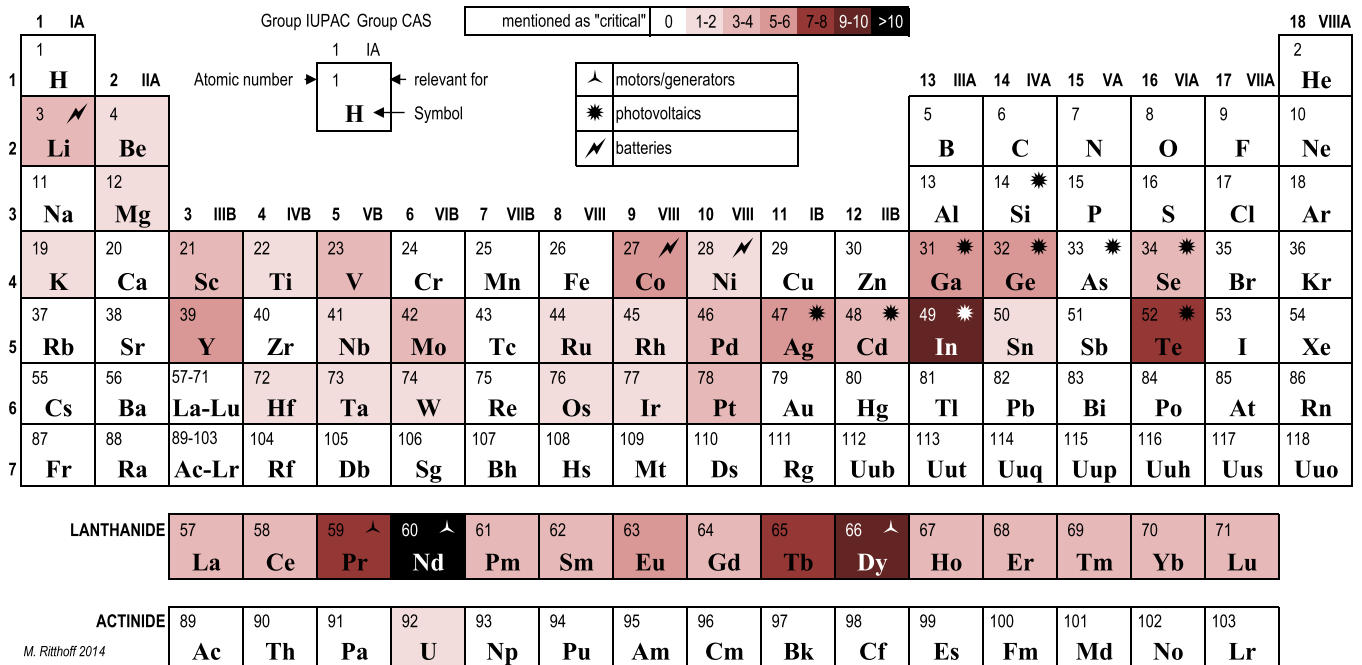 1 IA Group IUPAC Group CAS mentioned as "critical" 0 1-2 3-4 5-6 7-8 9-10 >10 18 VIIIA
1 1 IA 2
1 H 2 IIA Atomic number 1 relevant for motors/generators 13 IIIA 14 IVA 15 VA 16 VIA 17 VIIA He
H Symbol photovoltaics
batteries
3 4 5 6 7 8 9 10
2 Li Be B C N O F Ne
11 12 13 14 15 16 17 18
3 Na Mg 3 IIIB 4 IVB 5 VB 6 VIB 7 VIIB 8 VIII 9 VIII 10 VIII 11 IB 12 IIB Al Si P S Cl Ar
19 20 21 22 23 24 25 26 27 28 29 30 31 32 33 34 35 36
4 K Ca Sc Ti V Cr Mn Fe Co Ni Cu Zn Ga Ge As Se Br Kr
37 38 39 40 41 42 43 44 45 46 47 48 49 50 51 52 53 54
5 Rb Sr Y Zr Nb Mo Tc Ru Rh Pd Ag Cd In Sn Sb Te I Xe
55 56 57-71 72 73 74 75 76 77 78 79 80 81 82 83 84 85 86
6 Cs Ba La-Lu Hf Ta W Re Os Ir Pt Au Hg Tl Pb Bi Po At Rn
87 88 89-103 104 105 106 107 108 109 110 111 112 113 114 115 116 117 118
7 Fr Ra Ac-Lr Rf Db Sg Bh Hs Mt Ds Rg Uub Uut Uuq Uup Uuh Uus Uuo
LANTHANIDE 57 58 59 60 61 62 63 64 65 66 67 68 69 70 71
La Ce Pr Nd Pm Sm Eu Gd Tb Dy Ho Er Tm Yb Lu
ACTINIDE 89 90 91 92 93 94 95 96 97 98 99 100 101 102 103
M. Ritthoff 2014 Ac Th Pa U Np Pu Am Cm Bk Cf Es Fm Md No Lr